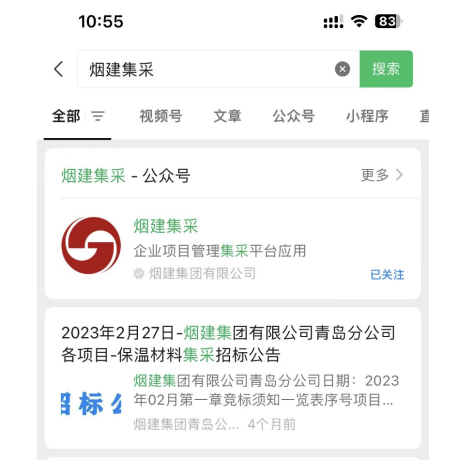 10:55
83
烟建集采
搜索
全部
视频号
文章
公众号
小程序
烟建集采 - 公众号
更多
烟建集采
企业项目管理集采平台应用
烟建集团有限公司
已关注
2023年2月27日-烟建集团有限公司青岛分公司
各项目-保温材料集采招标公告
烟建集团有限公司青岛分公司日期：2023
年02月第一章竞标须知一览表序号项目...
招标公
烟建集团青岛公... 4个月前